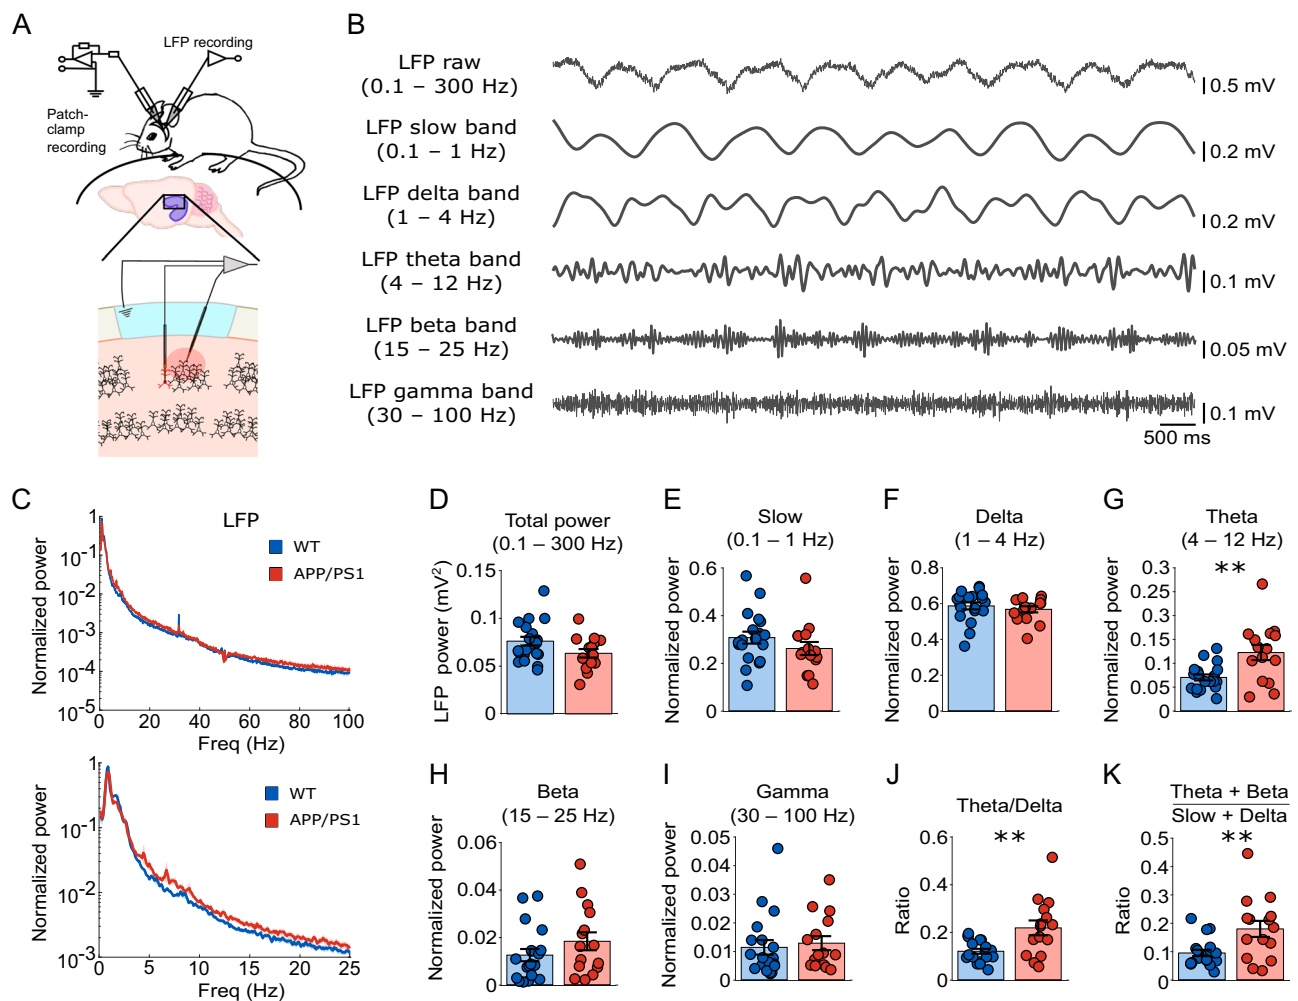 A
LFP recording
Patch-
clamp
recording
B
LFP raw
(0.1 – 300 Hz)
0.5 mV
LFP slow band
(0.1 – 1 Hz)
0.2 mV
LFP delta band
(1 – 4 Hz)
0.2 mV
LFP theta band
(4 – 12 Hz)
0.1 mV
LFP beta band
(15 – 25 Hz)
0.05 mV
LFP gamma band
(30 – 100 Hz)
0.1 mV
500 ms
C
LFP
WT
APP/PS1
Normalized power
1
10⁻¹
10⁻²
10⁻³
10⁻⁴
10⁻⁵
0 20 40 60 80 100
Freq (Hz)
WT
APP/PS1
Normalized power
1
10⁻¹
10⁻²
10⁻³
0 5 10 15 20 25
Freq (Hz)
D
Total power
(0.1 – 300 Hz)
LFP power (mV²)
0.15
0.10
0.05
0
E
Slow
(0.1 – 1 Hz)
Normalized power
0.6
0.4
0.2
0
F
Delta
(1 – 4 Hz)
Normalized power
0.8
0.6
0.4
0.2
0
G
Theta
(4 – 12 Hz)
**
Normalized power
0.3
0.25
0.2
0.15
0.1
0.05
0
H
Beta
(15 – 25 Hz)
Normalized power
0.06
0.04
0.02
0
I
Gamma
(30 – 100 Hz)
Normalized power
0.05
0.04
0.03
0.02
0.01
0
J
Theta/Delta
**
Ratio
0.6
0.4
0.2
0
K
Theta + Beta
Slow + Delta
**
Ratio
0.5
0.4
0.3
0.2
0.1
0